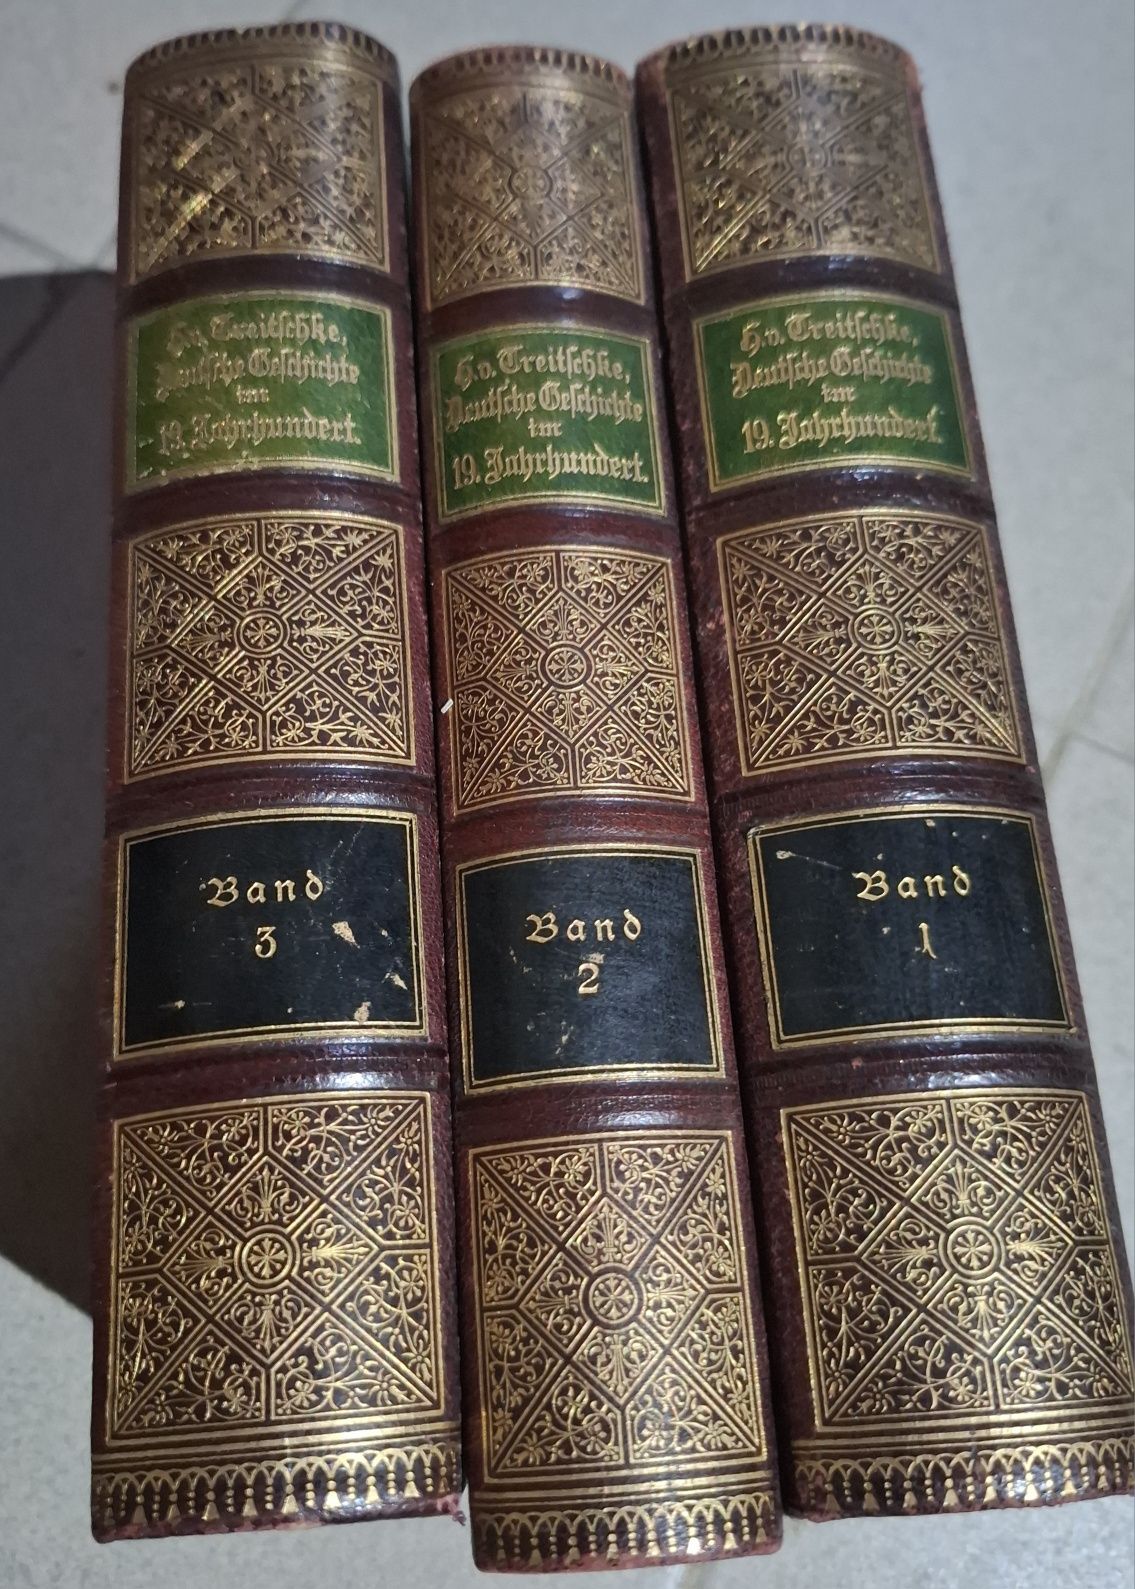 H. v. Treitschke,
Deutsche Geschichte
im
19. Jahrhundert.
Band
3
H. v. Treitschke,
Deutsche Geschichte
im
19. Jahrhundert.
Band
2
H. v. Treitschke,
Deutsche Geschichte
im
19. Jahrhundert.
Band
1